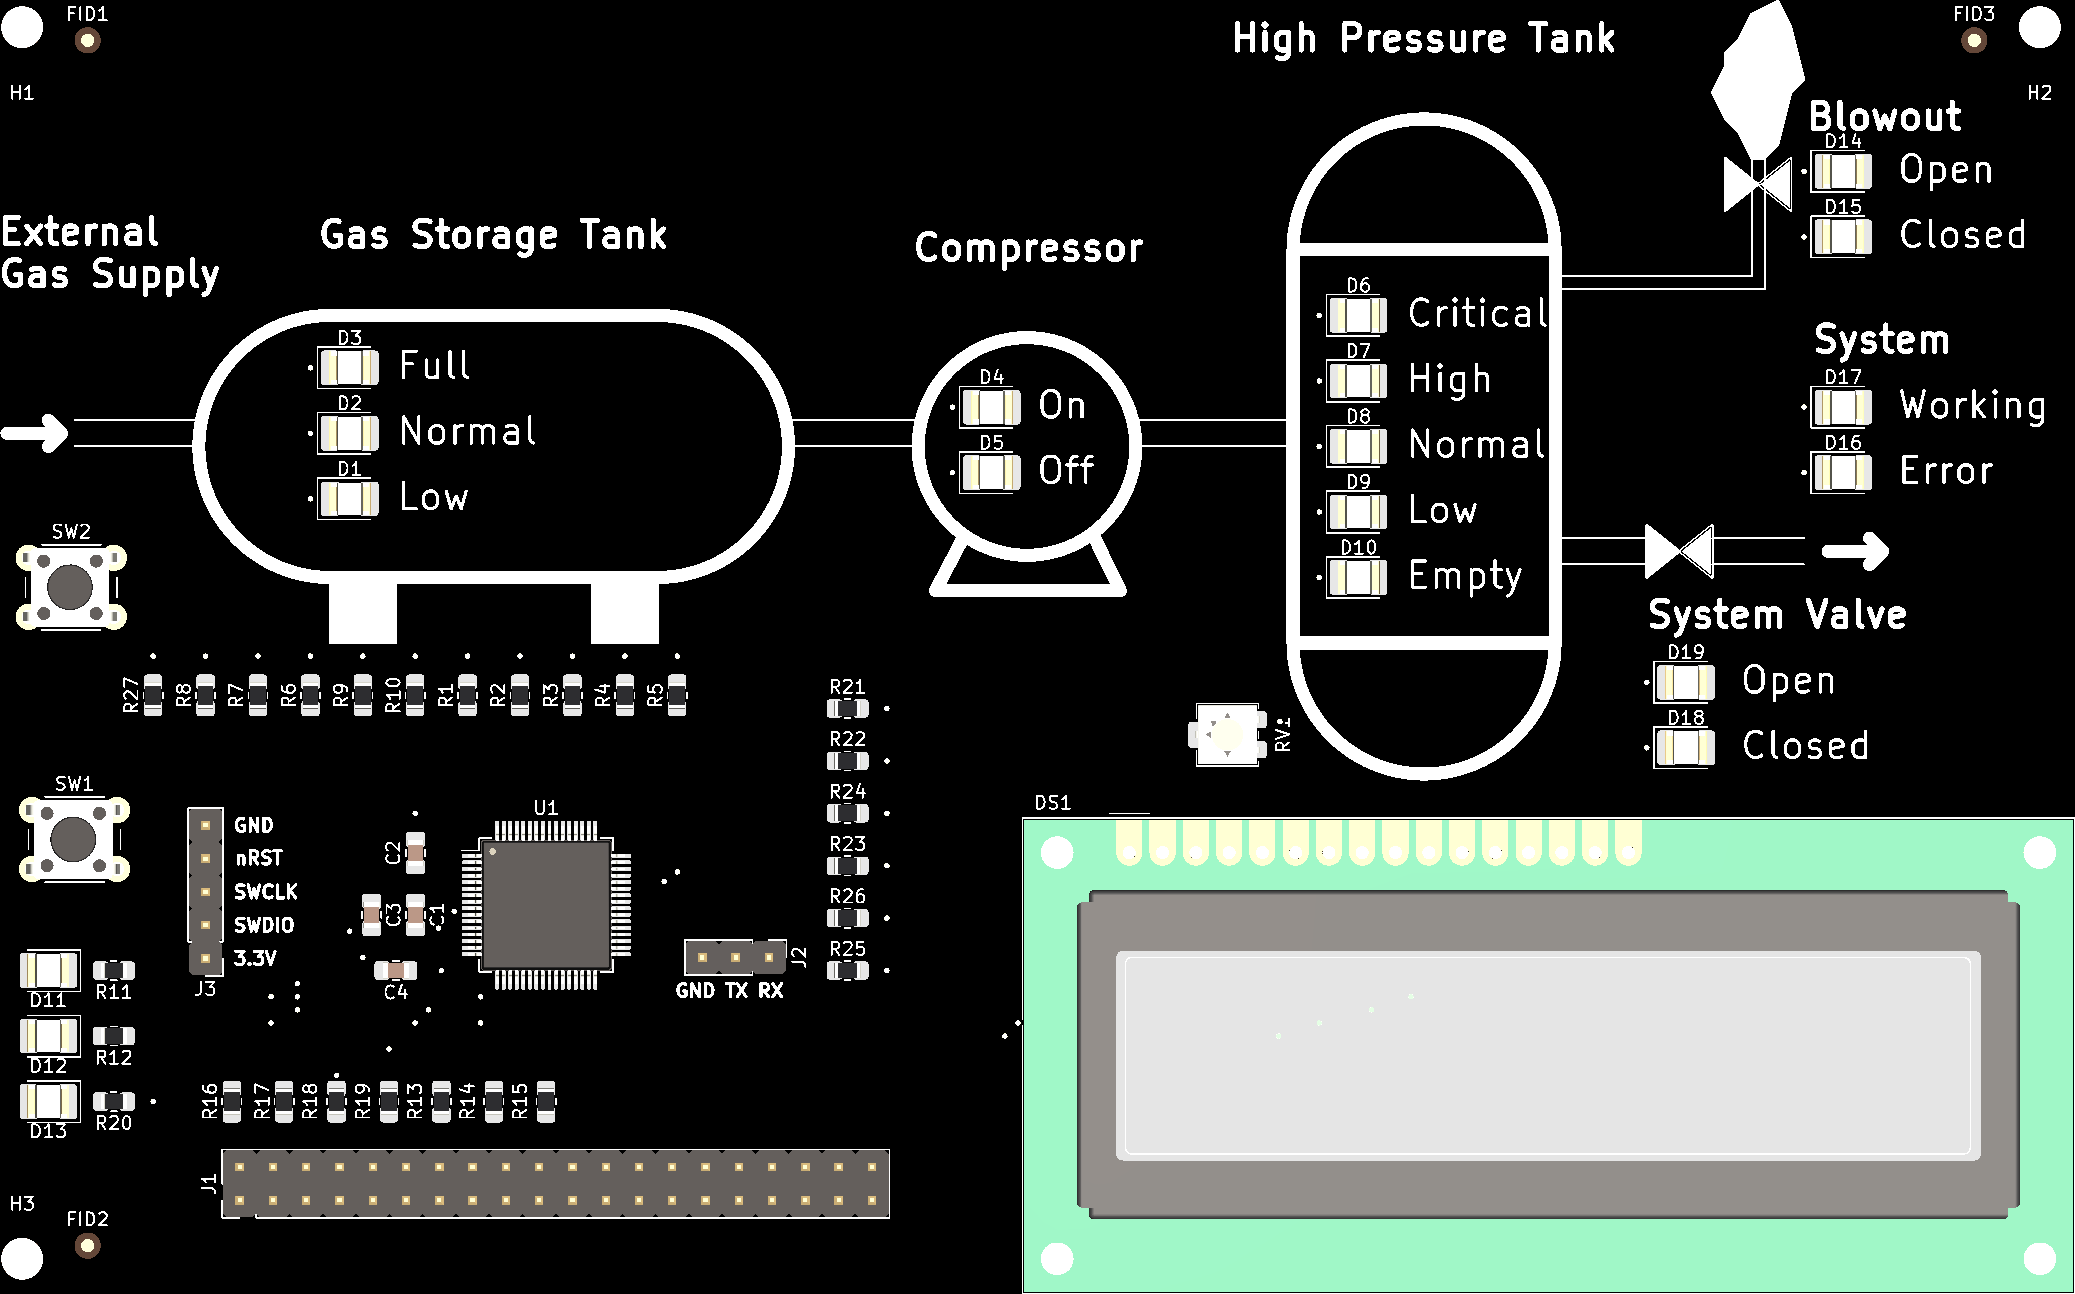 FID1
FID3
High Pressure Tank
H1
H2
Blowout
D14
Open
D15
Closed
External
Gas Supply
Gas Storage Tank
Compressor
D6
Critical
D7
High
D8
Normal
D9
Low
D10
Empty
D3
Full
D2
Normal
D1
Low
D4
On
D5
Off
System
D17
Working
D16
Error
System Valve
D19
Open
D18
Closed
SW2
R27
R8
R7
R6
R9
R10
R1
R2
R3
R4
R5
R21
R22
R24
R23
R26
R25
RV1
SW1
GND
nRST
SWCLK
SWDIO
3.3V
J3
C2
C3
C1
C4
U1
J2
GND TX RX
DS1
D11
R11
D12
R12
D13
R20
R16
R17
R18
R19
R13
R14
R15
J1
H3
FID2